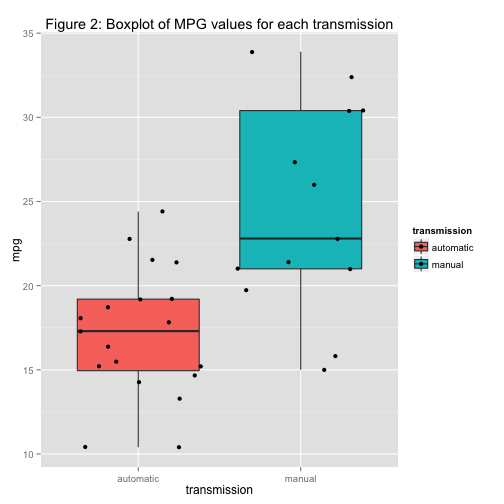 Figure 2: Boxplot of MPG values for each transmission
35
30
25
20
15
10
mpg
automatic
manual
transmission
transmission
automatic
manual